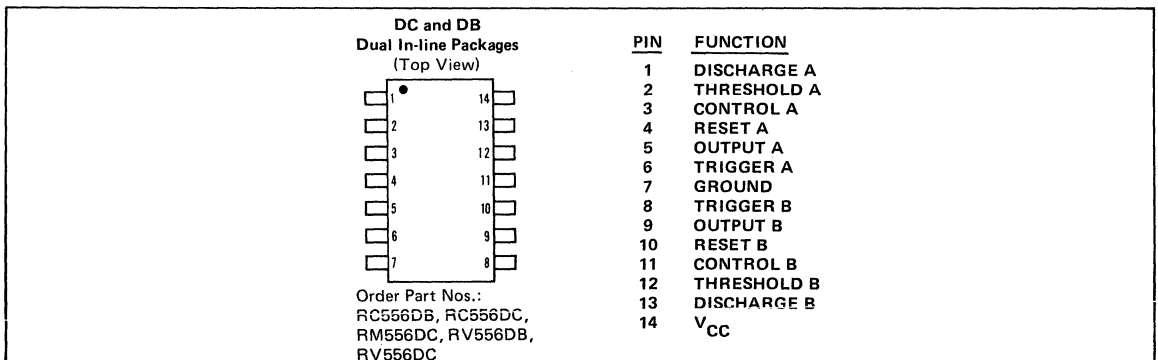 DC and DB
Dual In-line Packages
(Top View)
1 14
2 13
3 12
4 11
5 10
6 9
7 8
Order Part Nos.:
RC556DB, RC556DC,
RM556DC, RV556DB,
RV556DC
PIN FUNCTION
1 DISCHARGE A
2 THRESHOLD A
3 CONTROL A
4 RESET A
5 OUTPUT A
6 TRIGGER A
7 GROUND
8 TRIGGER B
9 OUTPUT B
10 RESET B
11 CONTROL B
12 THRESHOLD B
13 DISCHARGE B
14 VCC